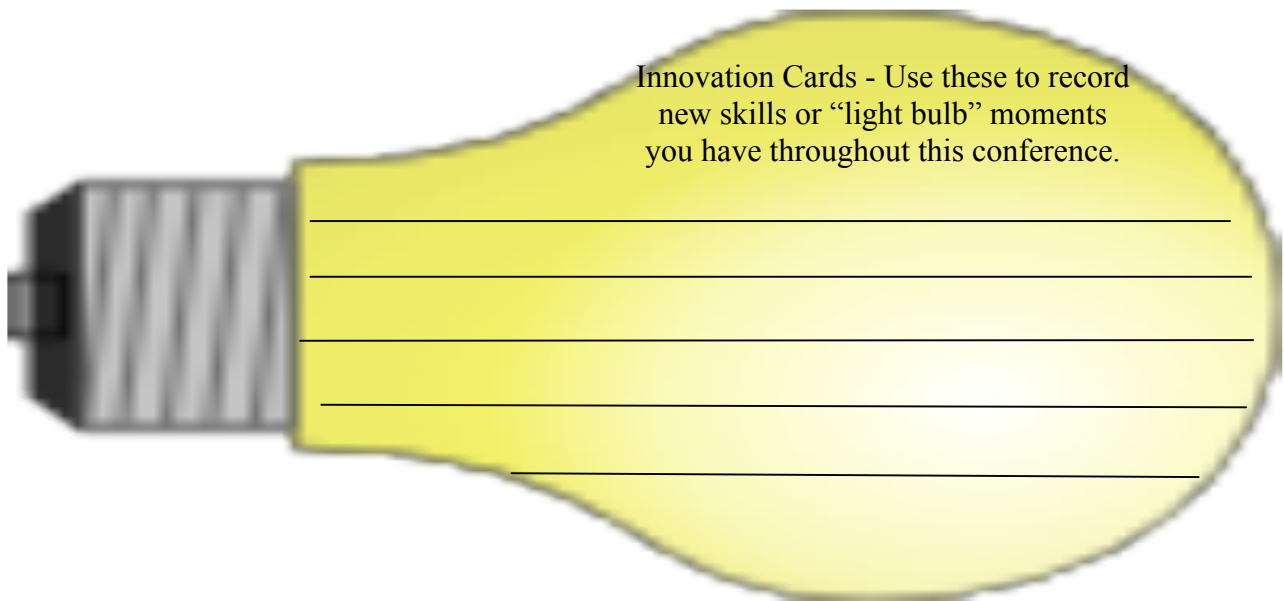 Innovation Cards - Use these to record
new skills or “light bulb” moments
you have throughout this conference.